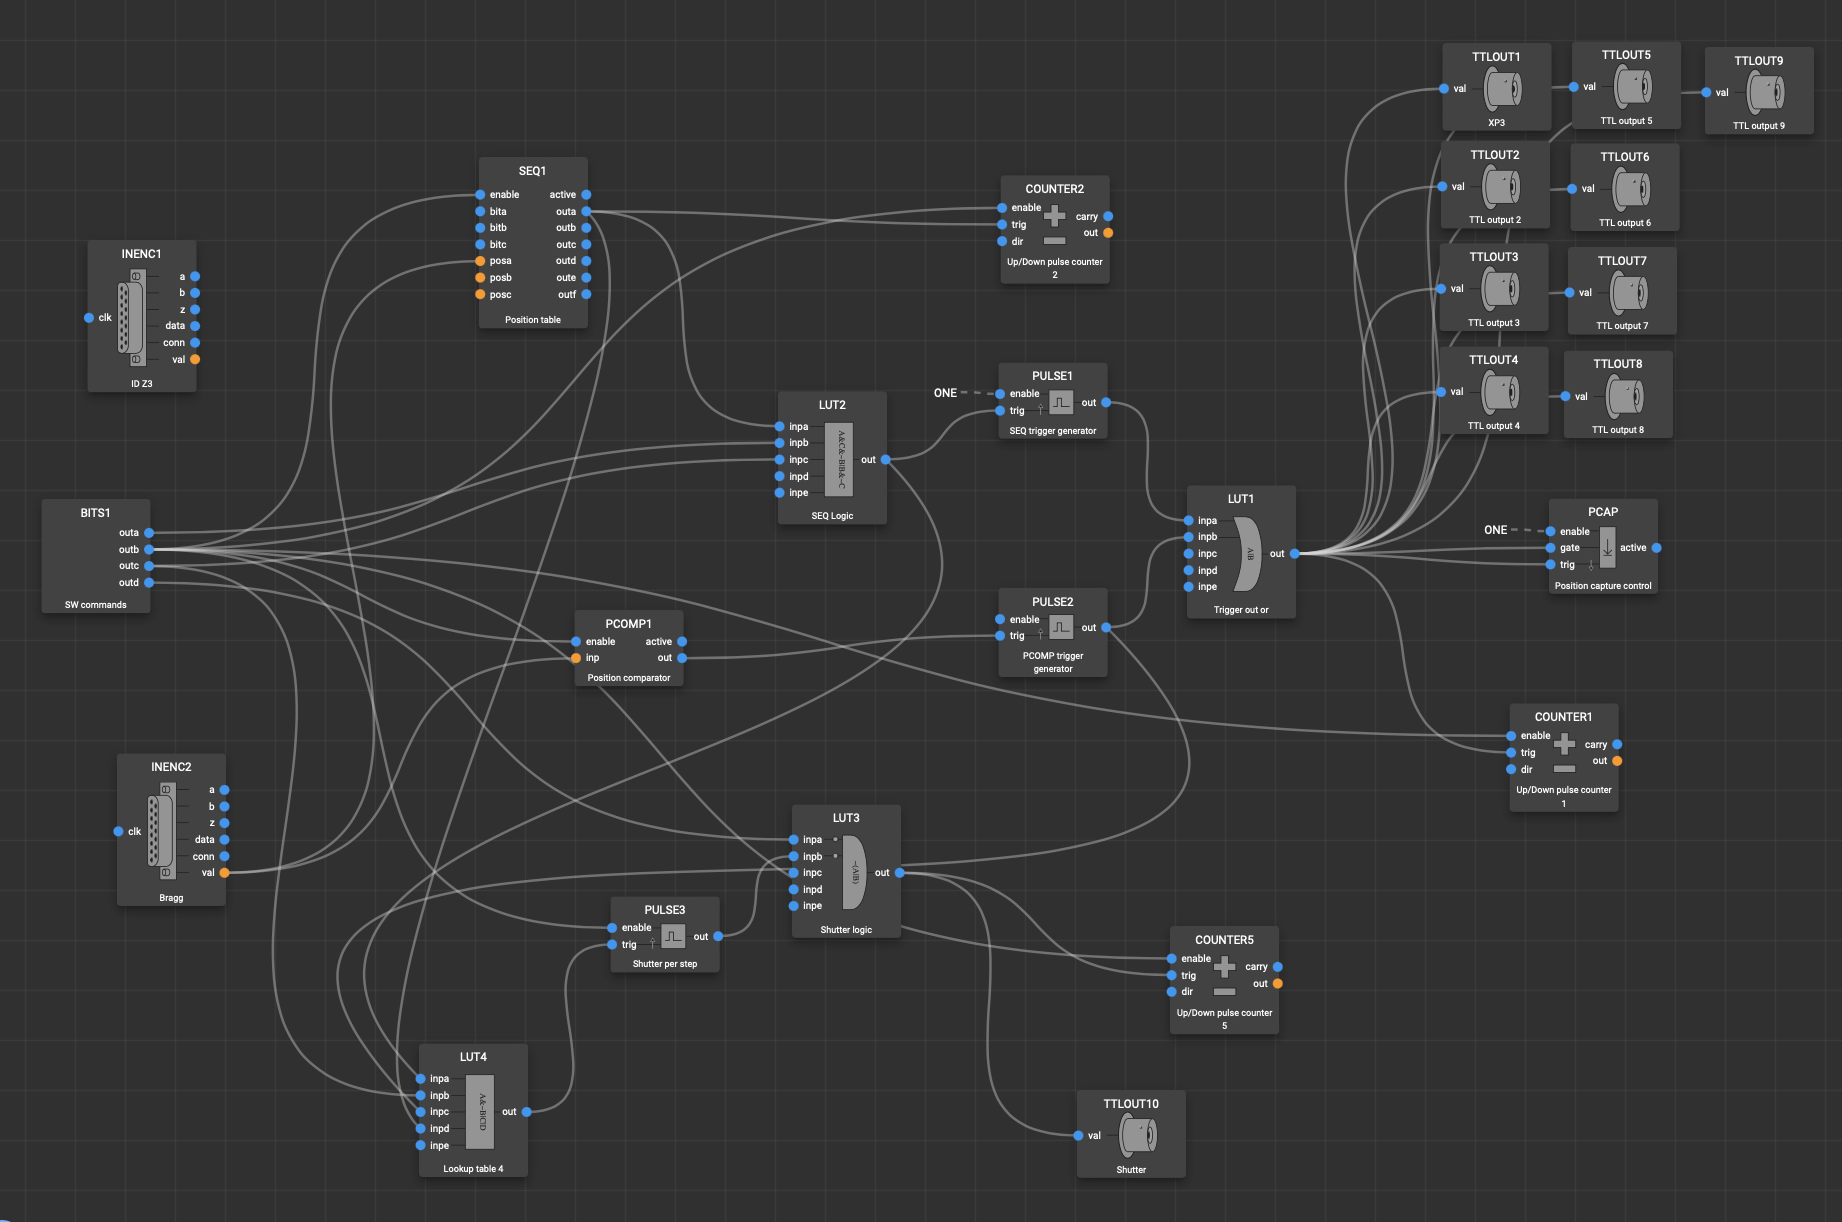 TTLOUT1
val
XP3
TTLOUT5
val
TTL output 5
TTLOUT9
val
TTL output 9
TTLOUT2
val
TTL output 2
TTLOUT6
val
TTL output 6
TTLOUT3
val
TTL output 3
TTLOUT7
val
TTL output 7
TTLOUT4
val
TTL output 4
TTLOUT8
val
TTL output 8
SEQ1
enable active
bita outa
bitb outb
bitc outc
posa outd
posb oute
posc outf
Position table
COUNTER2
enable
carry
trig
out
dir
Up/Down pulse counter
2
INENC1
a
b
z
clk
data
conn
val
ID Z3
PULSE1
ONE
enable
out
trig
SEQ trigger generator
LUT2
inpa
inpb
inpc
inpd
inpe
A&C&~B|B&~C
out
SEQ Logic
BITS1
outa
outb
outc
outd
SW commands
LUT1
inpa
inpb
inpc
inpd
inpe
A|B
out
Trigger out or
PCAP
ONE
enable
gate
active
trig
Position capture control
PULSE2
enable
out
trig
PCOMP trigger
generator
PCOMP1
enable active
inp out
Position comparator
COUNTER1
enable
carry
trig
out
dir
Up/Down pulse counter
1
INENC2
a
b
z
clk
data
conn
val
Bragg
LUT3
inpa
inpb
inpc
inpd
inpe
~(A|B)
out
Shutter logic
PULSE3
enable
out
trig
Shutter per step
COUNTER5
enable
carry
trig
out
dir
Up/Down pulse counter
5
LUT4
inpa
inpb
inpc
inpd
inpe
A&~B|C|D
out
Lookup table 4
TTLOUT10
val
Shutter